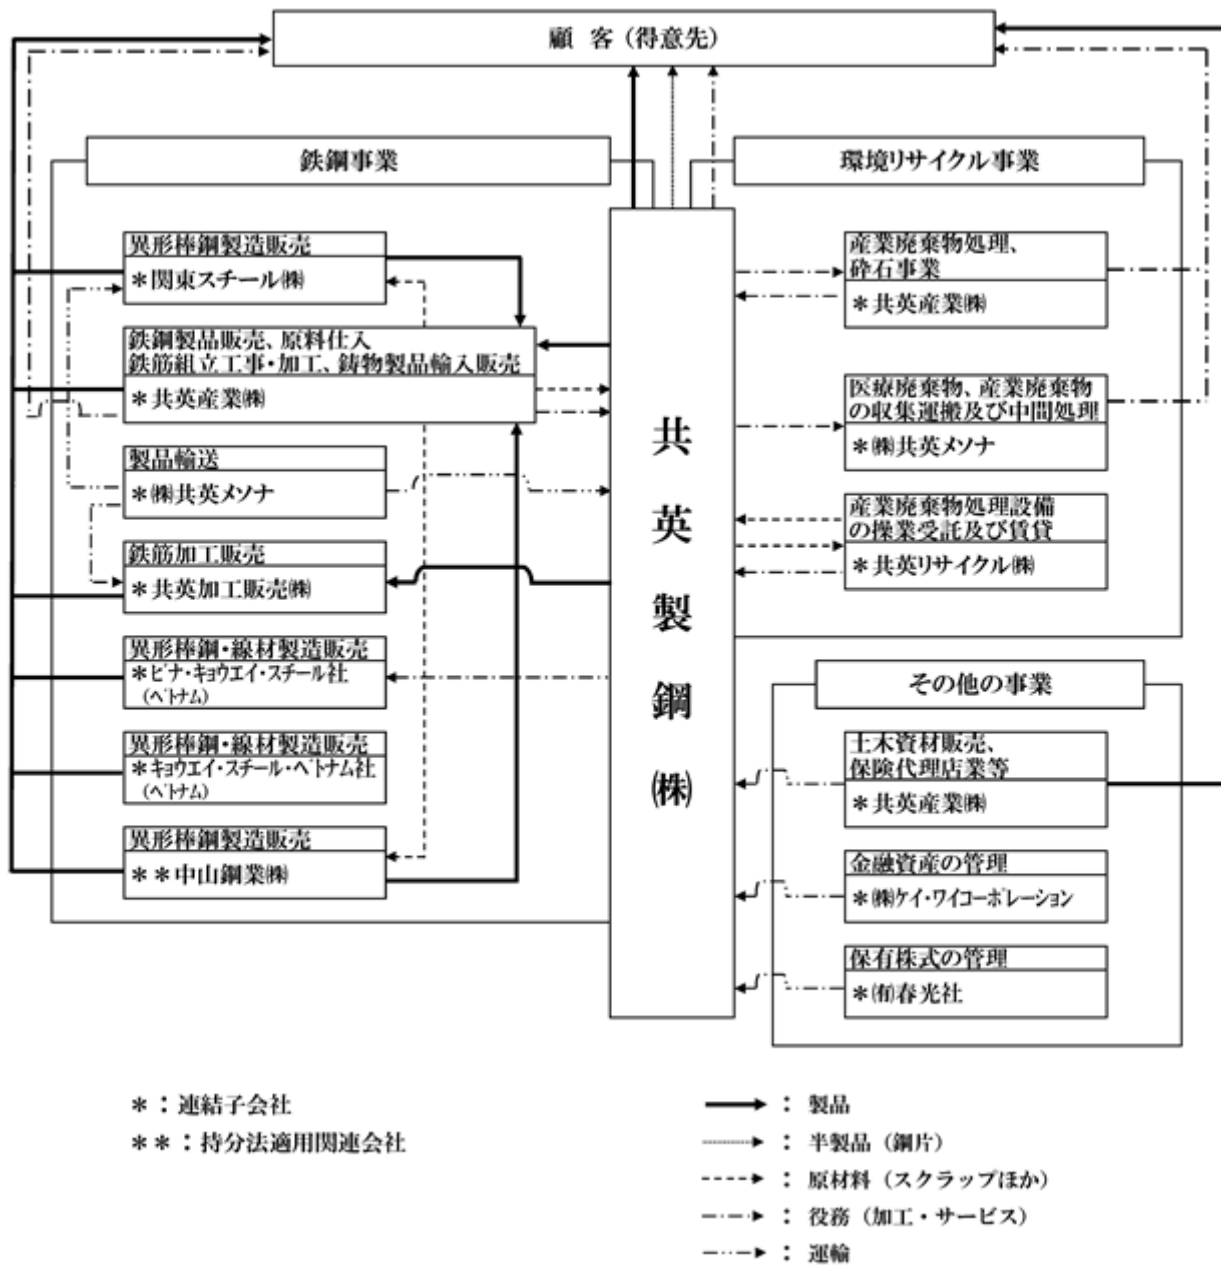 顧 客 (得意先)
鉄鋼事業
異形棒鋼製造販売
＊関東スチール㈱
鉄鋼製品販売、原料仕入
鉄筋組立工事・加工、鋳物製品輸入販売
＊共英産業㈱
製品輸送
＊㈱共英メソナ
鉄筋加工販売
＊共英加工販売㈱
異形棒鋼・線材製造販売
＊ビナ・キョウエイ・スチール社
(ベトナム)
異形棒鋼・線材製造販売
＊キョウエイ・スチール・ベトナム社
(ベトナム)
異形棒鋼製造販売
＊＊中山鋼業㈱
共英製鋼㈱
環境リサイクル事業
産業廃棄物処理、
砕石事業
＊共英産業㈱
医療廃棄物、産業廃棄物
の収集運搬及び中間処理
＊㈱共英メソナ
産業廃棄物処理設備
の操業受託及び賃貸
＊共英リサイクル㈱
その他の事業
土木資材販売、
保険代理店業等
＊共英産業㈱
金融資産の管理
＊㈱ケイ・ワイコーポレーション
保有株式の管理
＊㈲春光社
＊：連結子会社
＊＊：持分法適用関連会社
：製品
：半製品（鋼片）
：原材料（スクラップほか）
：役務（加工・サービス）
：運輸